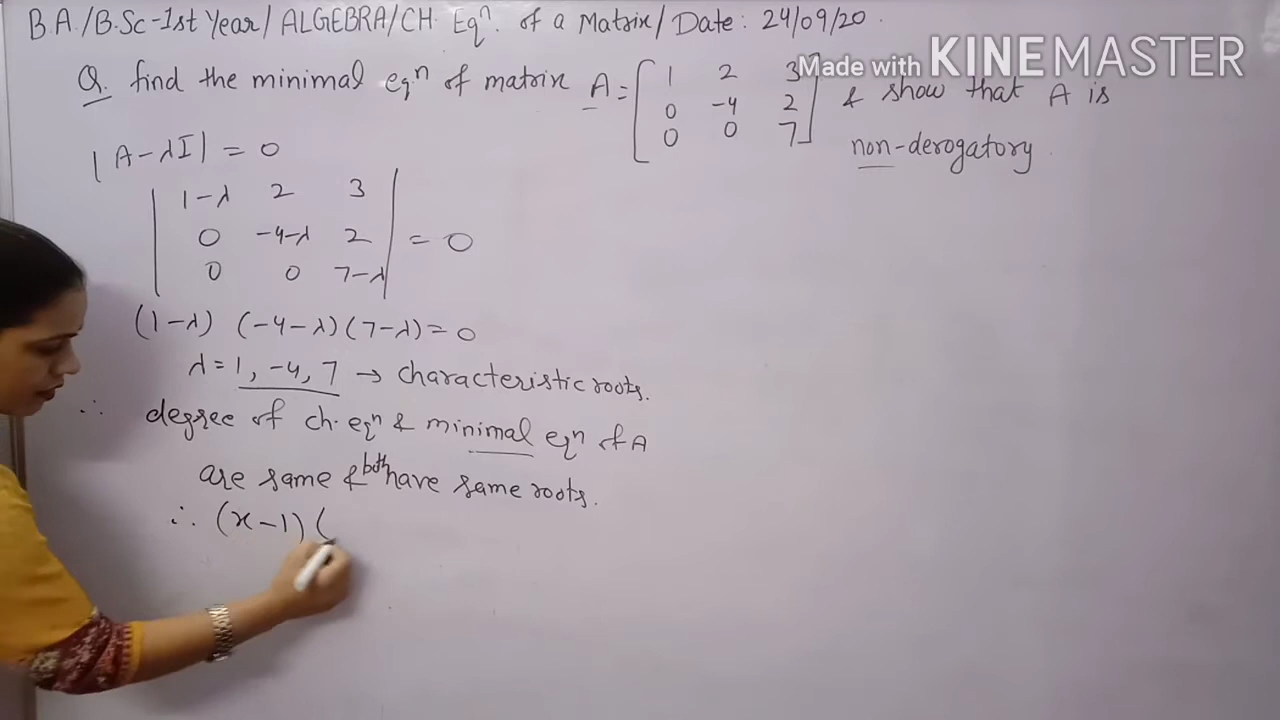 B.A./B.Sc-1st Year/ALGEBRA/CH. Eqⁿ. of a Matrix/Date: 24/09/20.
Made with KINEMASTER
Q. find the minimal eqⁿ of matrix A = [1 2 3
0 -4 2
0 0 7] & show that A is
non-derogatory.
|A-λI| = 0
|1-λ 2 3
0 -4-λ 2
0 0 7-λ| = 0
(1-λ) (-4-λ)(7-λ) = 0
λ = 1, -4, 7 → characteristic roots.
∴ degree of ch. eqⁿ & minimal eqⁿ of A
are same & both have same roots.
∴ (x-1) (